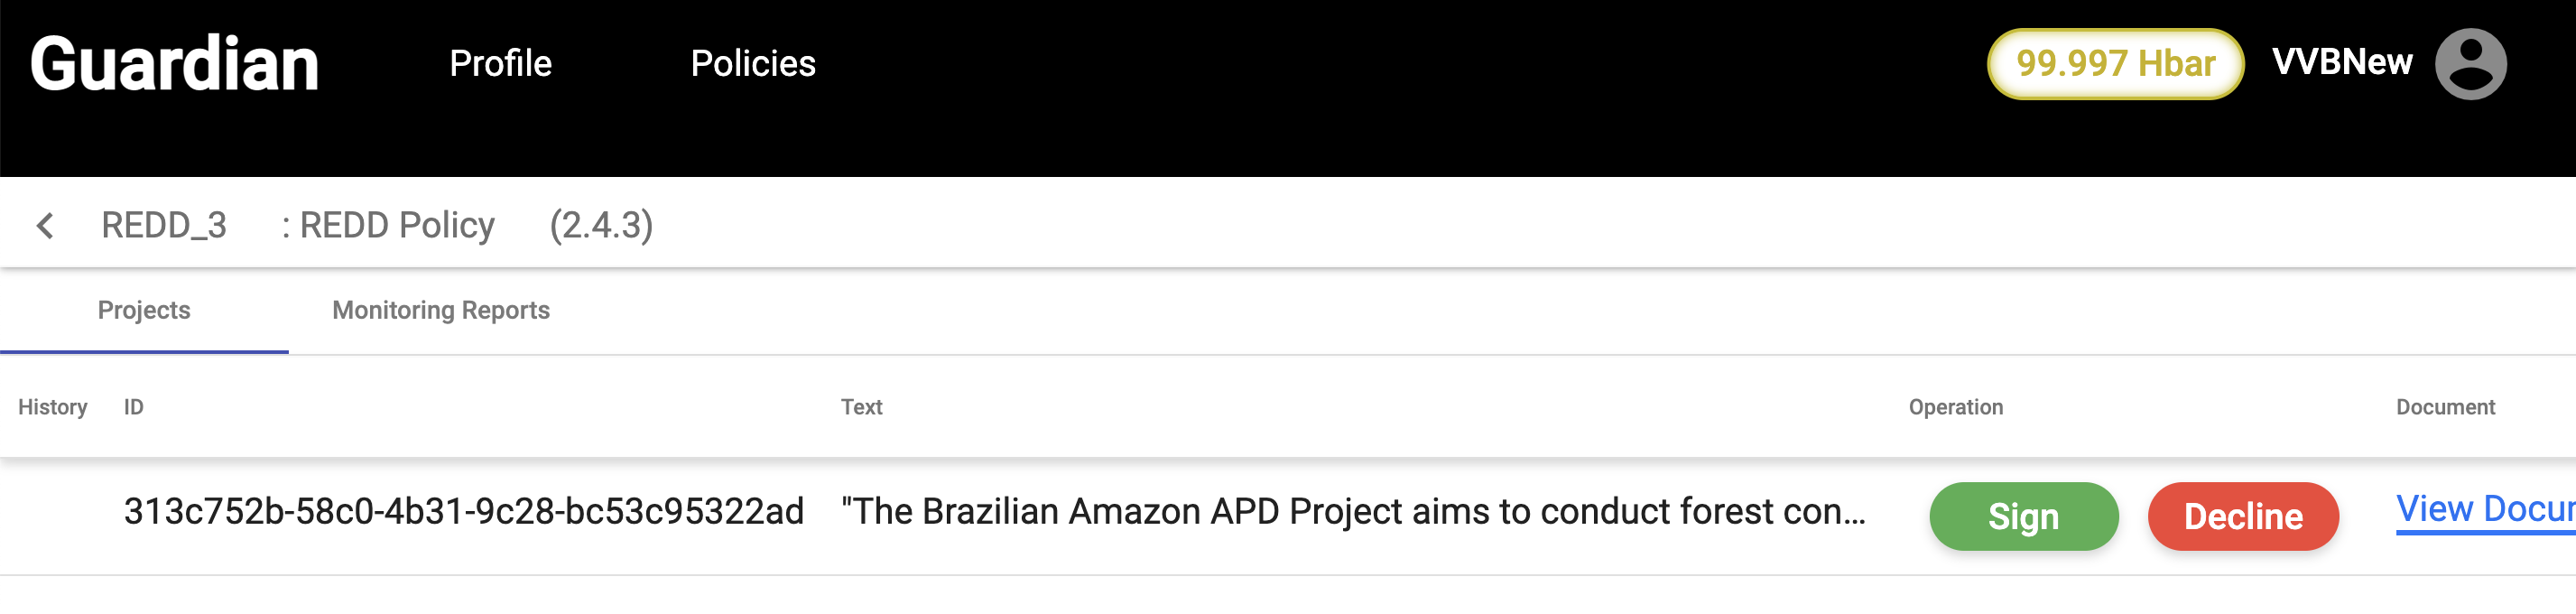 Guardian Profile Policies 99.997 Hbar VVBNew
REDD_3 : REDD Policy (2.4.3)
Projects Monitoring Reports
History ID Text Operation Document
313c752b-58c0-4b31-9c28-bc53c95322ad "The Brazilian Amazon APD Project aims to conduct forest con... Sign Decline View Docur